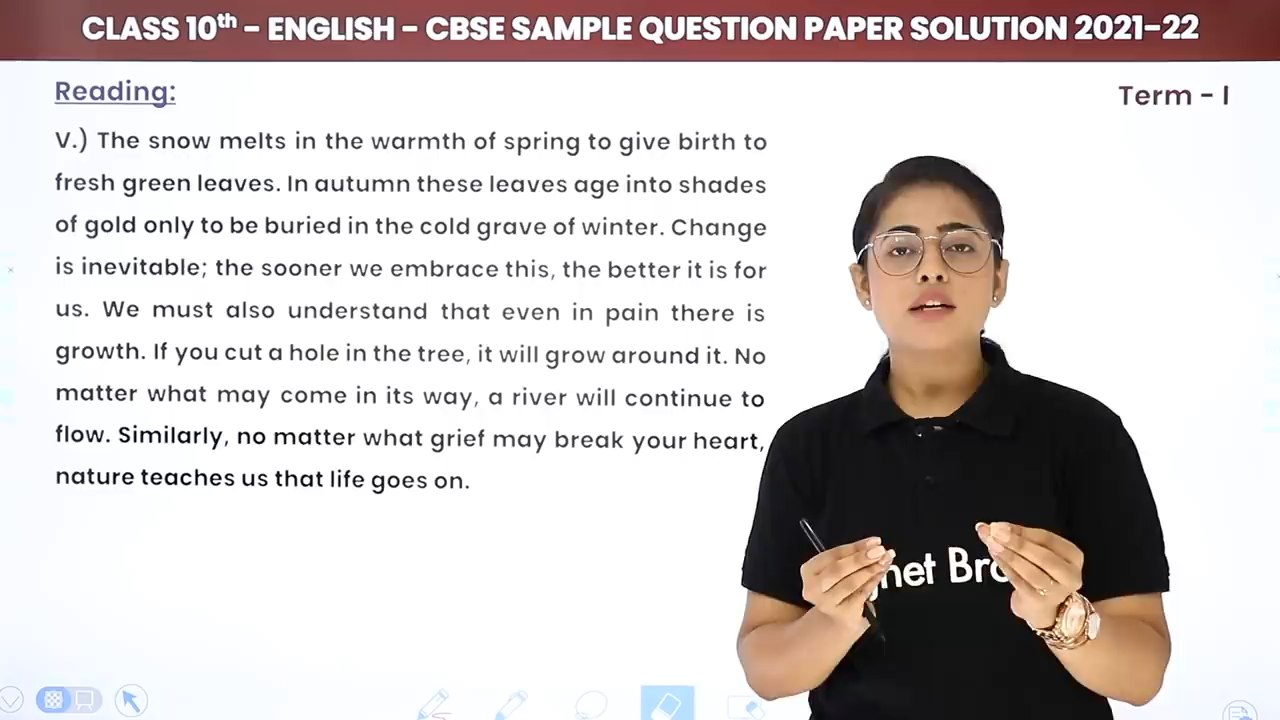 CLASS 10th - ENGLISH - CBSE SAMPLE QUESTION PAPER SOLUTION 2021-22
Reading:
Term - I
V.) The snow melts in the warmth of spring to give birth to
fresh green leaves. In autumn these leaves age into shades
of gold only to be buried in the cold grave of winter. Change
is inevitable; the sooner we embrace this, the better it is for
us. We must also understand that even in pain there is
growth. If you cut a hole in the tree, it will grow around it. No
matter what may come in its way, a river will continue to
flow. Similarly, no matter what grief may break your heart,
nature teaches us that life goes on.